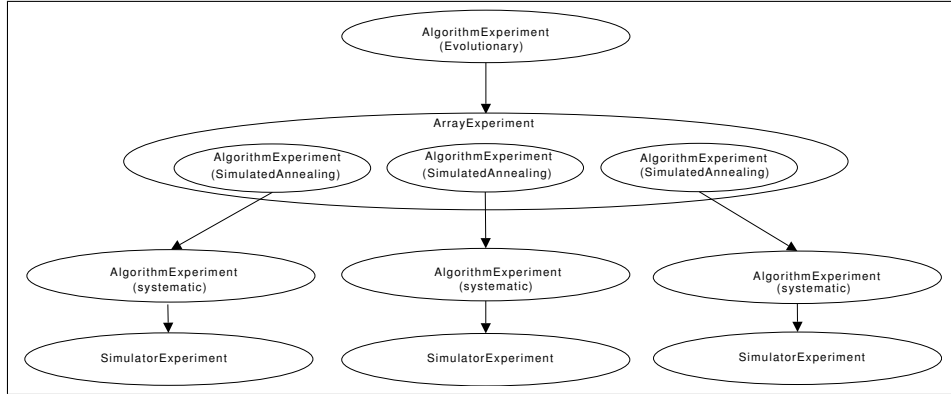 AlgorithmExperiment
(Evolutionary)
ArrayExperiment
AlgorithmExperiment
(SimulatedAnnealing)
AlgorithmExperiment
(SimulatedAnnealing)
AlgorithmExperiment
(SimulatedAnnealing)
AlgorithmExperiment
(systematic)
AlgorithmExperiment
(systematic)
AlgorithmExperiment
(systematic)
SimulatorExperiment
SimulatorExperiment
SimulatorExperiment